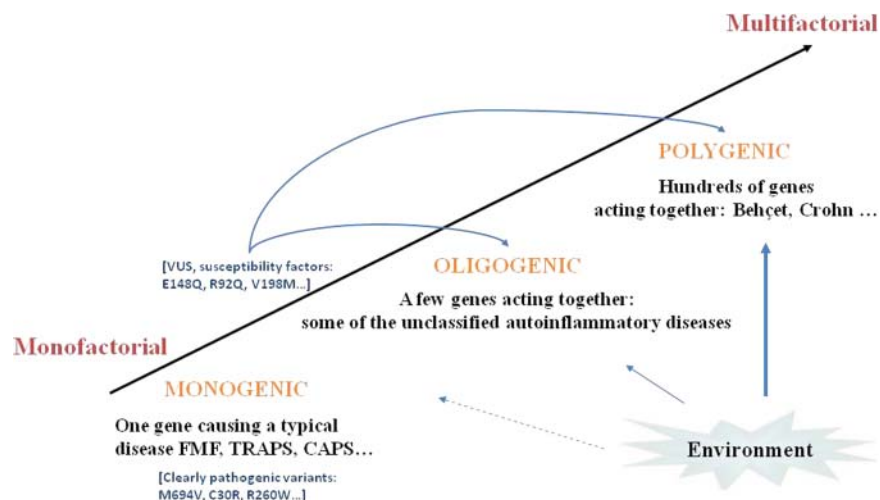 Multifactorial
POLYGENIC
Hundreds of genes
acting together: Behçet, Crohn ...
[VUS, susceptibility factors:
E148Q, R92Q, V198M...]
OLIGOGENIC
A few genes acting together:
some of the unclassified autoinflammatory diseases
Monofactorial
MONOGENIC
One gene causing a typical
disease FMF, TRAPS, CAPS...
[Clearly pathogenic variants:
M694V, C30R, R260W...]
Environment